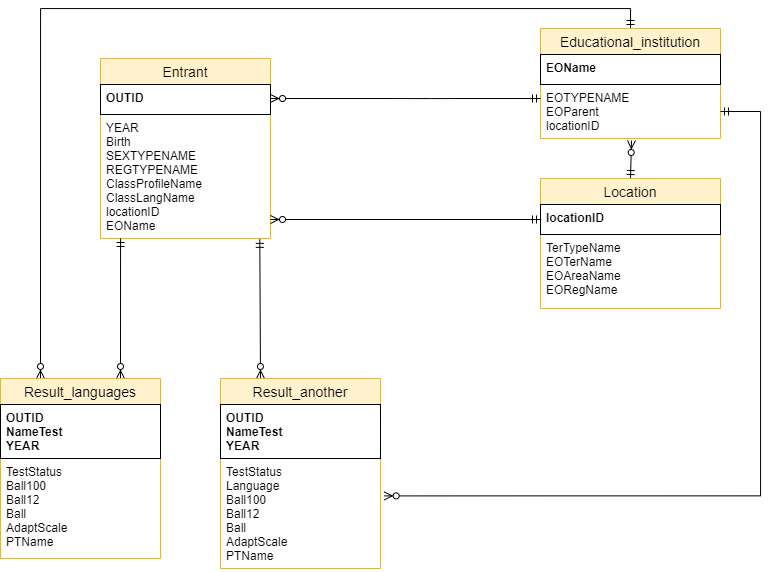 Educational_institution
EOName
EOTYPENAME
EOParent
locationID
Entrant
OUTID
YEAR
Birth
SEXTYPENAME
REGTYPENAME
ClassProfileName
ClassLangName
locationID
EOName
Location
locationID
TerTypeName
EOTerName
EOAreaName
EORegName
Result_languages
OUTID
NameTest
YEAR
TestStatus
Ball100
Ball12
Ball
AdaptScale
PTName
Result_another
OUTID
NameTest
YEAR
TestStatus
Language
Ball100
Ball12
Ball
AdaptScale
PTName